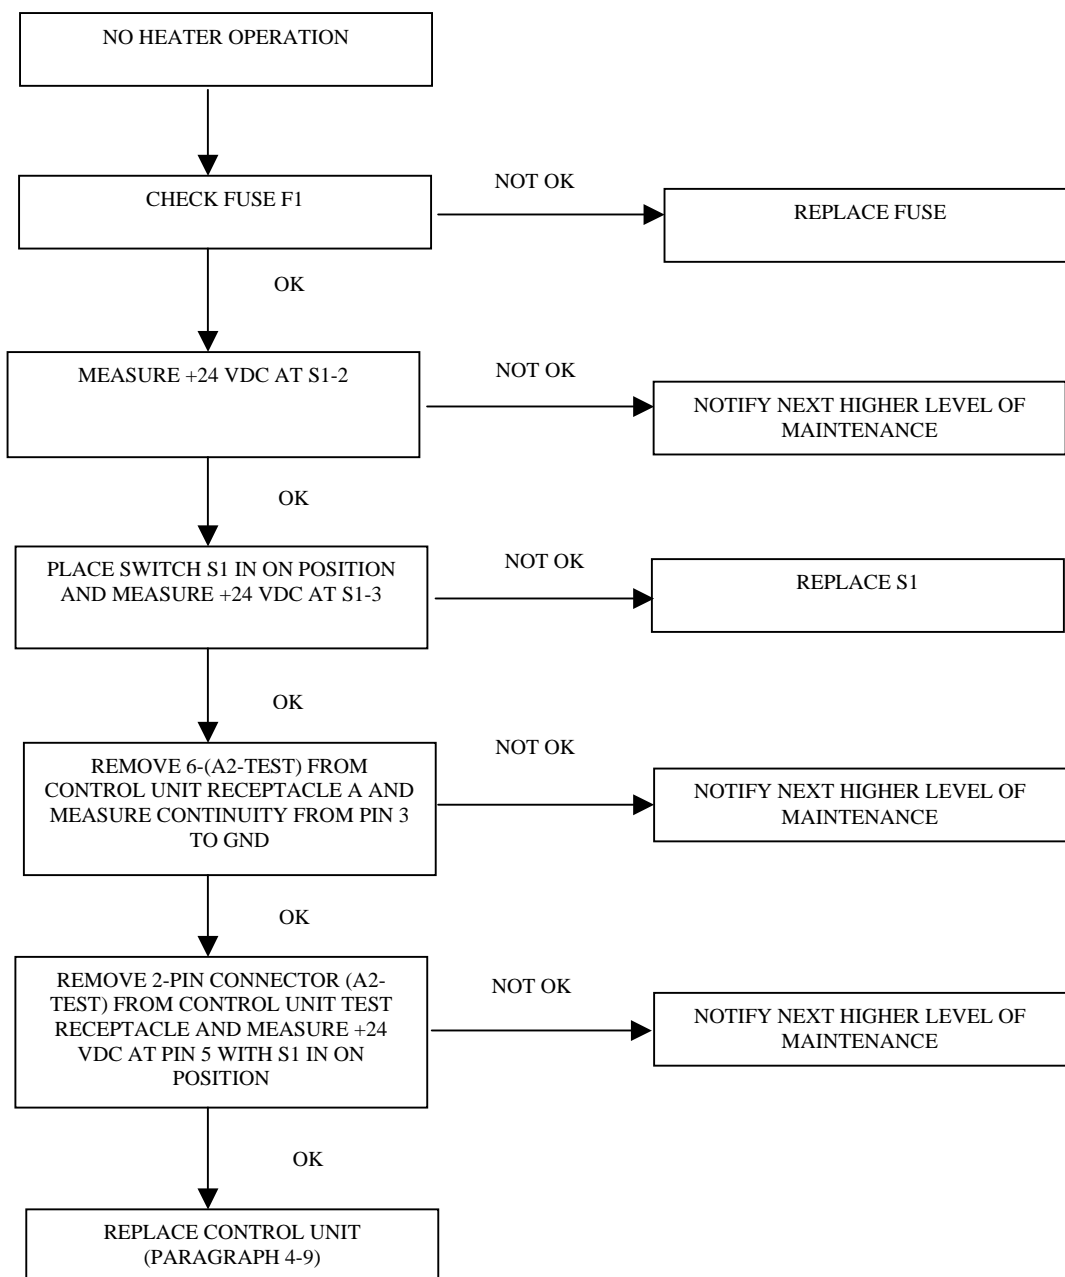 NO HEATER OPERATION
CHECK FUSE F1
NOT OK
REPLACE FUSE
OK
MEASURE +24 VDC AT S1-2
NOT OK
NOTIFY NEXT HIGHER LEVEL OF
MAINTENANCE
OK
PLACE SWITCH S1 IN ON POSITION
AND MEASURE +24 VDC AT S1-3
NOT OK
REPLACE S1
OK
REMOVE 6-(A2-TEST) FROM
CONTROL UNIT RECEPTACLE A AND
MEASURE CONTINUITY FROM PIN 3
TO GND
NOT OK
NOTIFY NEXT HIGHER LEVEL OF
MAINTENANCE
OK
REMOVE 2-PIN CONNECTOR (A2-
TEST) FROM CONTROL UNIT TEST
RECEPTACLE AND MEASURE +24
VDC AT PIN 5 WITH S1 IN ON
POSITION
NOT OK
NOTIFY NEXT HIGHER LEVEL OF
MAINTENANCE
OK
REPLACE CONTROL UNIT
(PARAGRAPH 4-9)